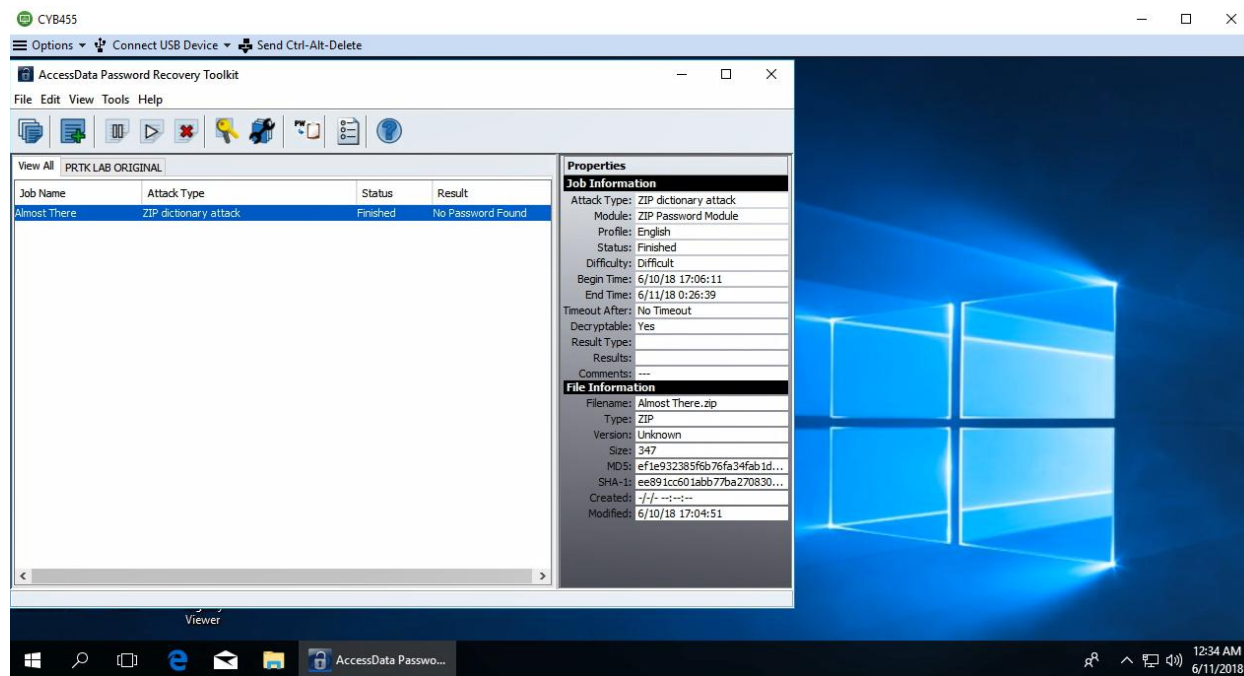 CYB455
Options Connect USB Device Send Ctrl-Alt-Delete
AccessData Password Recovery Toolkit
File Edit View Tools Help
View All PRTK LAB ORIGINAL
Job Name Attack Type Status Result
Almost There ZIP dictionary attack Finished No Password Found
Properties
Job Information
Attack Type: ZIP dictionary attack
Module: ZIP Password Module
Profile: English
Status: Finished
Difficulty: Difficult
Begin Time: 6/10/18 17:06:11
End Time: 6/11/18 0:26:39
Timeout After: No Timeout
Decryptable: Yes
Result Type:
Results:
Comments: ---
File Information
Filename: Almost There.zip
Type: ZIP
Version: Unknown
Size: 347
MD5: ef1e932385f6b76fa34fab1d...
SHA-1: ee891cc601abb77ba270830...
Created: -/-/- --:--:--
Modified: 6/10/18 17:04:51
Viewer
AccessData Passwo...
12:34 AM
6/11/2018